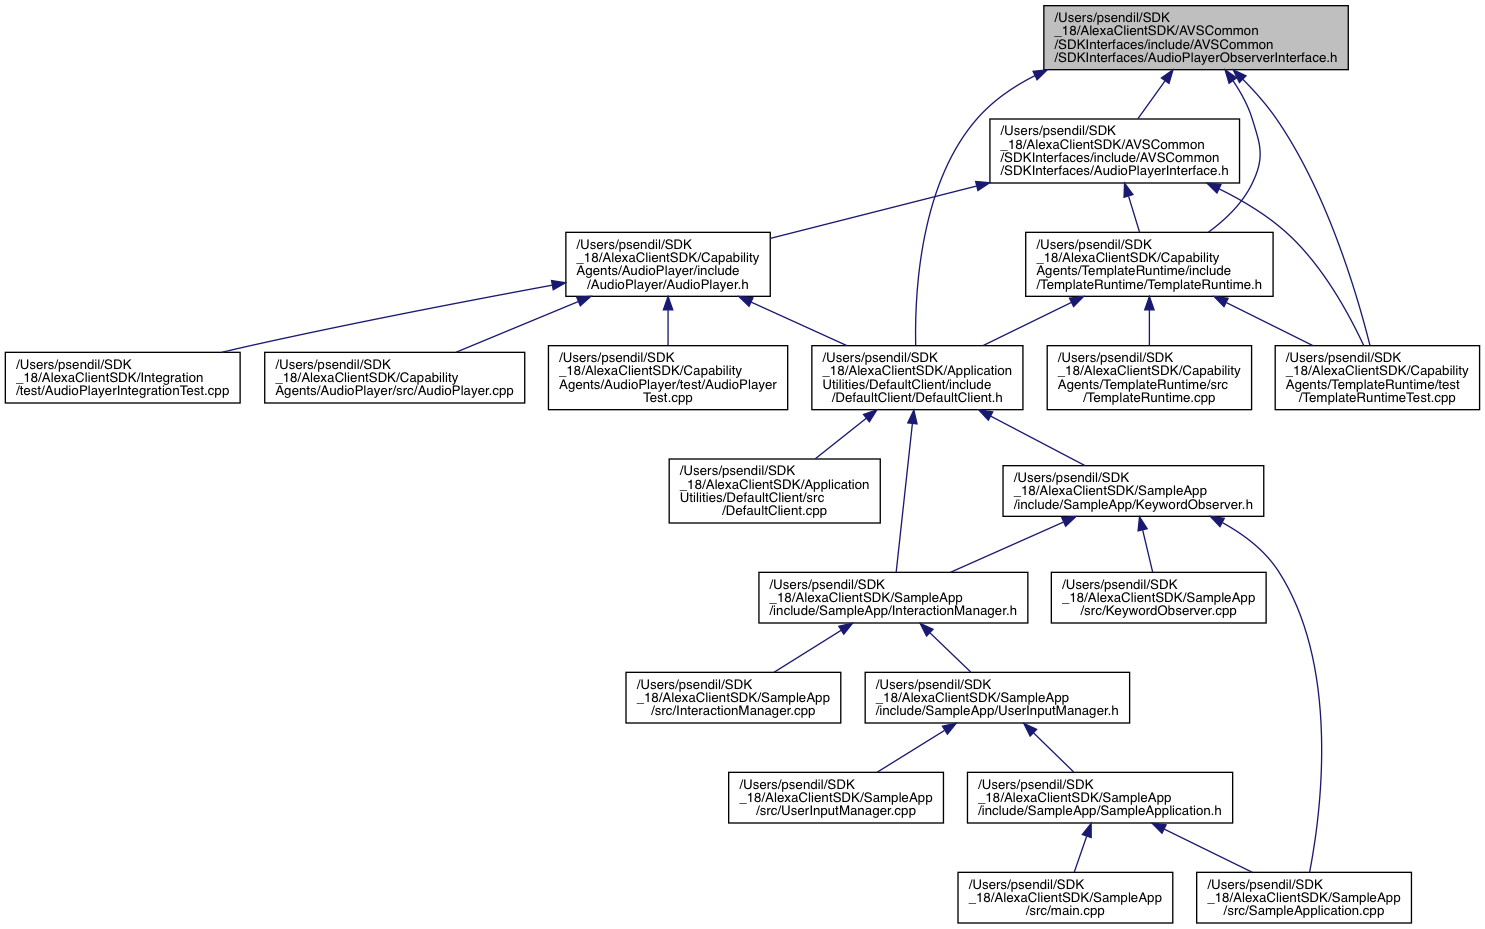 /Users/psendil/SDK
_18/AlexaClientSDK/AVSCommon
/SDKInterfaces/include/AVSCommon
/SDKInterfaces/AudioPlayerObserverInterface.h
/Users/psendil/SDK
_18/AlexaClientSDK/AVSCommon
/SDKInterfaces/include/AVSCommon
/SDKInterfaces/AudioPlayerInterface.h
/Users/psendil/SDK
_18/AlexaClientSDK/Capability
Agents/AudioPlayer/include
/AudioPlayer/AudioPlayer.h
/Users/psendil/SDK
_18/AlexaClientSDK/Capability
Agents/TemplateRuntime/include
/TemplateRuntime/TemplateRuntime.h
/Users/psendil/SDK
_18/AlexaClientSDK/Integration
/test/AudioPlayerIntegrationTest.cpp
/Users/psendil/SDK
_18/AlexaClientSDK/Capability
Agents/AudioPlayer/src/AudioPlayer.cpp
/Users/psendil/SDK
_18/AlexaClientSDK/Capability
Agents/AudioPlayer/test/AudioPlayer
Test.cpp
/Users/psendil/SDK
_18/AlexaClientSDK/Application
Utilities/DefaultClient/include
/DefaultClient/DefaultClient.h
/Users/psendil/SDK
_18/AlexaClientSDK/Capability
Agents/TemplateRuntime/src
/TemplateRuntime.cpp
/Users/psendil/SDK
_18/AlexaClientSDK/Capability
Agents/TemplateRuntime/test
/TemplateRuntimeTest.cpp
/Users/psendil/SDK
_18/AlexaClientSDK/Application
Utilities/DefaultClient/src
/DefaultClient.cpp
/Users/psendil/SDK
_18/AlexaClientSDK/SampleApp
/include/SampleApp/KeywordObserver.h
/Users/psendil/SDK
_18/AlexaClientSDK/SampleApp
/include/SampleApp/InteractionManager.h
/Users/psendil/SDK
_18/AlexaClientSDK/SampleApp
/src/KeywordObserver.cpp
/Users/psendil/SDK
_18/AlexaClientSDK/SampleApp
/src/InteractionManager.cpp
/Users/psendil/SDK
_18/AlexaClientSDK/SampleApp
/include/SampleApp/UserInputManager.h
/Users/psendil/SDK
_18/AlexaClientSDK/SampleApp
/src/UserInputManager.cpp
/Users/psendil/SDK
_18/AlexaClientSDK/SampleApp
/include/SampleApp/SampleApplication.h
/Users/psendil/SDK
_18/AlexaClientSDK/SampleApp
/src/main.cpp
/Users/psendil/SDK
_18/AlexaClientSDK/SampleApp
/src/SampleApplication.cpp